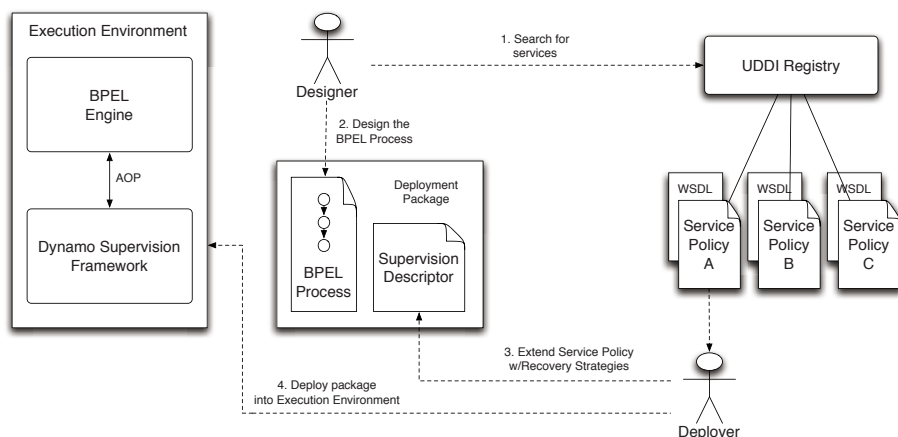 Execution Environment
BPEL
Engine
AOP
Dynamo Supervision
Framework
Designer
1. Search for
services
UDDI Registry
2. Design the
BPEL Process
Deployment
Package
BPEL
Process
Supervision
Descriptor
WSDL
Service
Policy
A
WSDL
Service
Policy
B
WSDL
Service
Policy
C
3. Extend Service Policy
w/Recovery Strategies
4. Deploy package
into Execution Environment
Deployer